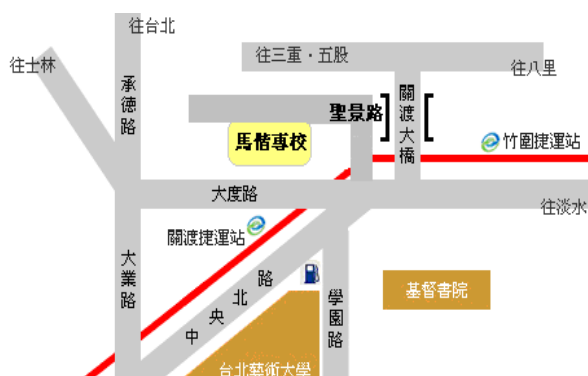 往台北
往士林
往三重．五股
往八里
承德路
關渡大橋
聖景路
馬偕專校
竹圍捷運站
大度路
往淡水
關渡捷運站
大業路
中央北路
學園路
基督書院
台北藝術大學